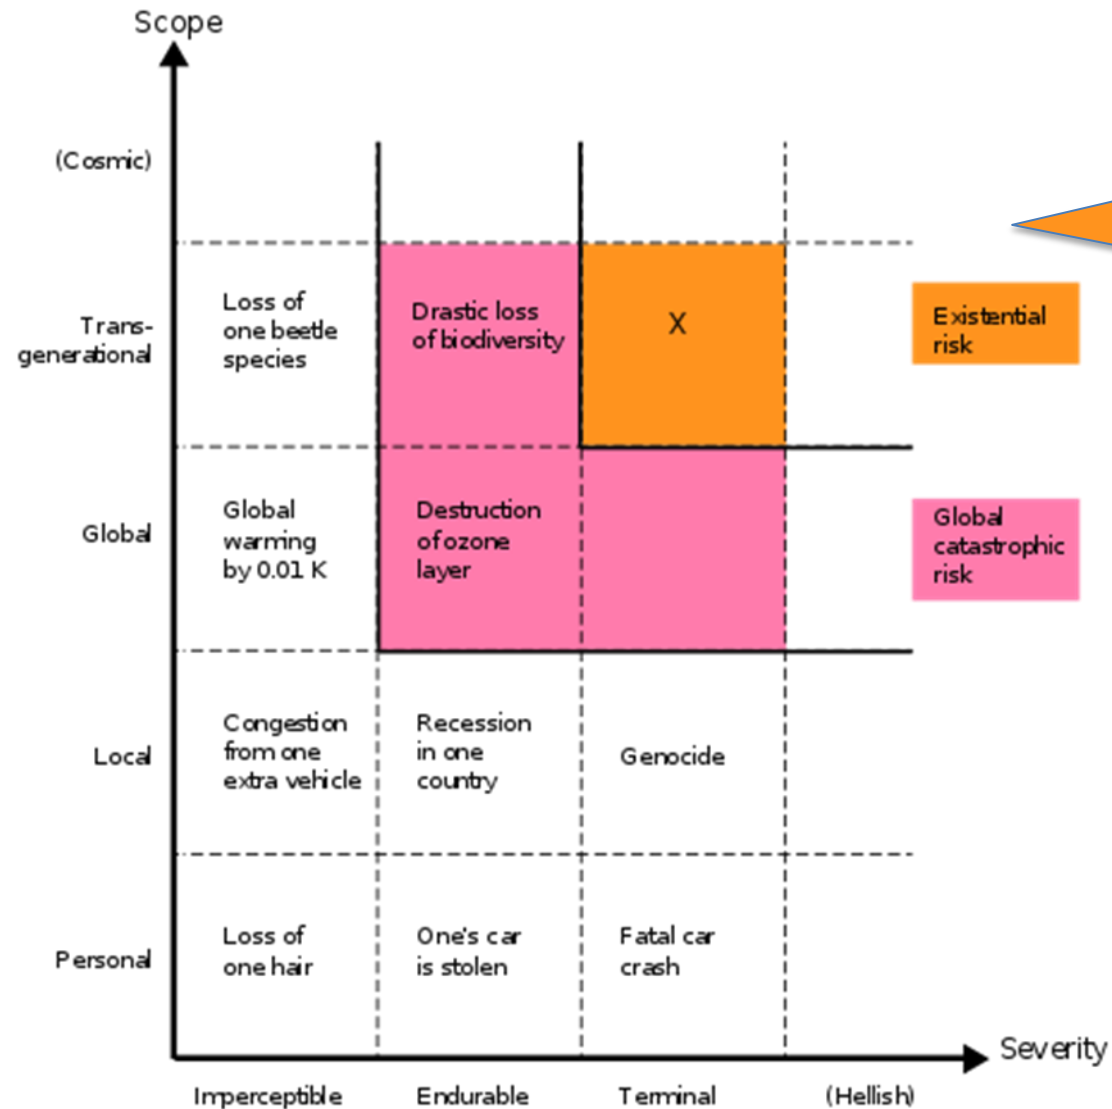 Scope
(Cosmic)
Trans-
generational
Loss of
one beetle
species
Drastic loss
of biodiversity
X
Existential
risk
Global
Global
warming
by 0.01 K
Destruction
of ozone
layer
Global
catastrophic
risk
Local
Congestion
from one
extra vehicle
Recession
in one
country
Genocide
Personal
Loss of
one hair
One's car
is stolen
Fatal car
crash
Severity
Imperceptible
Endurable
Terminal
(Hellish)